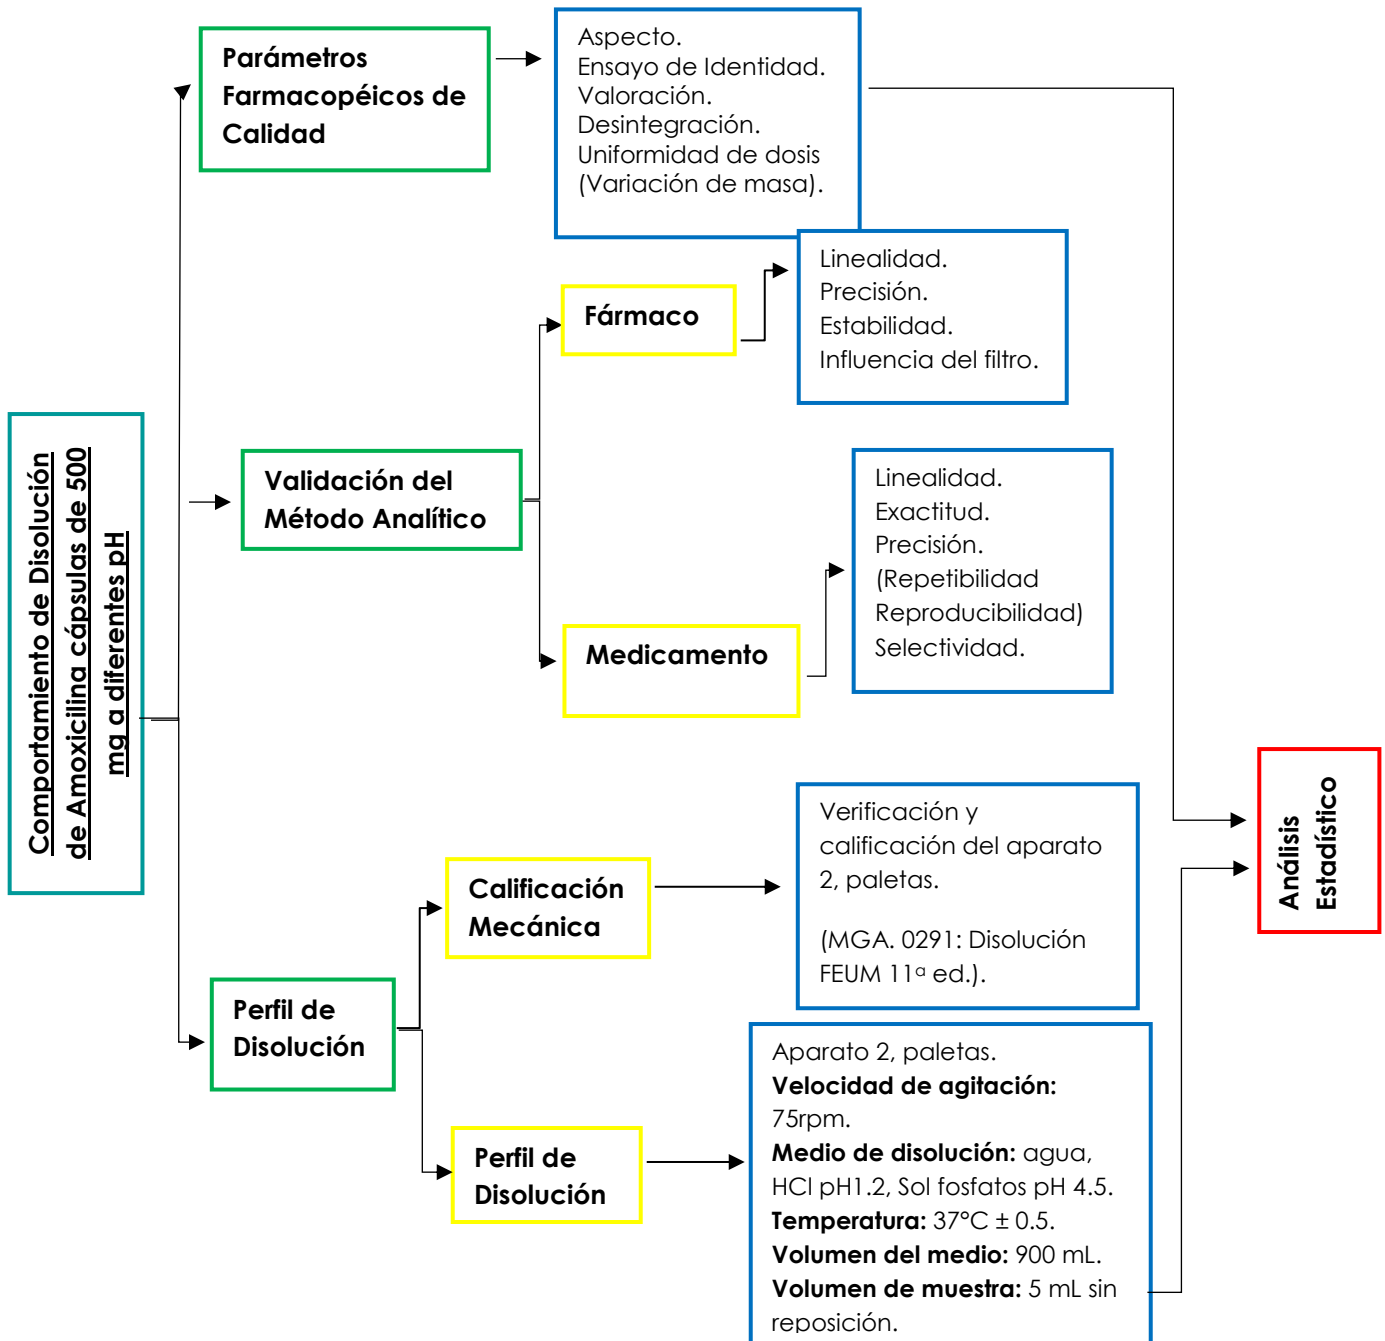 Comportamiento de Disolución
de Amoxicilina cápsulas de 500
mg a diferentes pH
Parámetros
Farmacopéicos de
Calidad
Aspecto.
Ensayo de Identidad.
Valoración.
Desintegración.
Uniformidad de dosis
(Variación de masa).
Validación del
Método Analítico
Fármaco
Linealidad.
Precisión.
Estabilidad.
Influencia del filtro.
Medicamento
Linealidad.
Exactitud.
Precisión.
(Repetibilidad
Reproducibilidad)
Selectividad.
Perfil de
Disolución
Calificación
Mecánica
Verificación y
calificación del aparato
2, paletas.
(MGA. 0291: Disolución
FEUM 11ª ed.).
Perfil de
Disolución
Aparato 2, paletas.
Velocidad de agitación:
75rpm.
Medio de disolución: agua,
HCl pH1.2, Sol fosfatos pH 4.5.
Temperatura: 37°C ± 0.5.
Volumen del medio: 900 mL.
Volumen de muestra: 5 mL sin
reposición.
Análisis
Estadístico